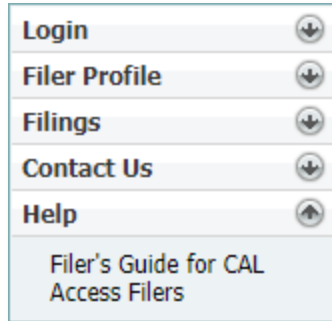 Login
Filer Profile
Filings
Contact Us
Help
Filer's Guide for CAL
Access Filers